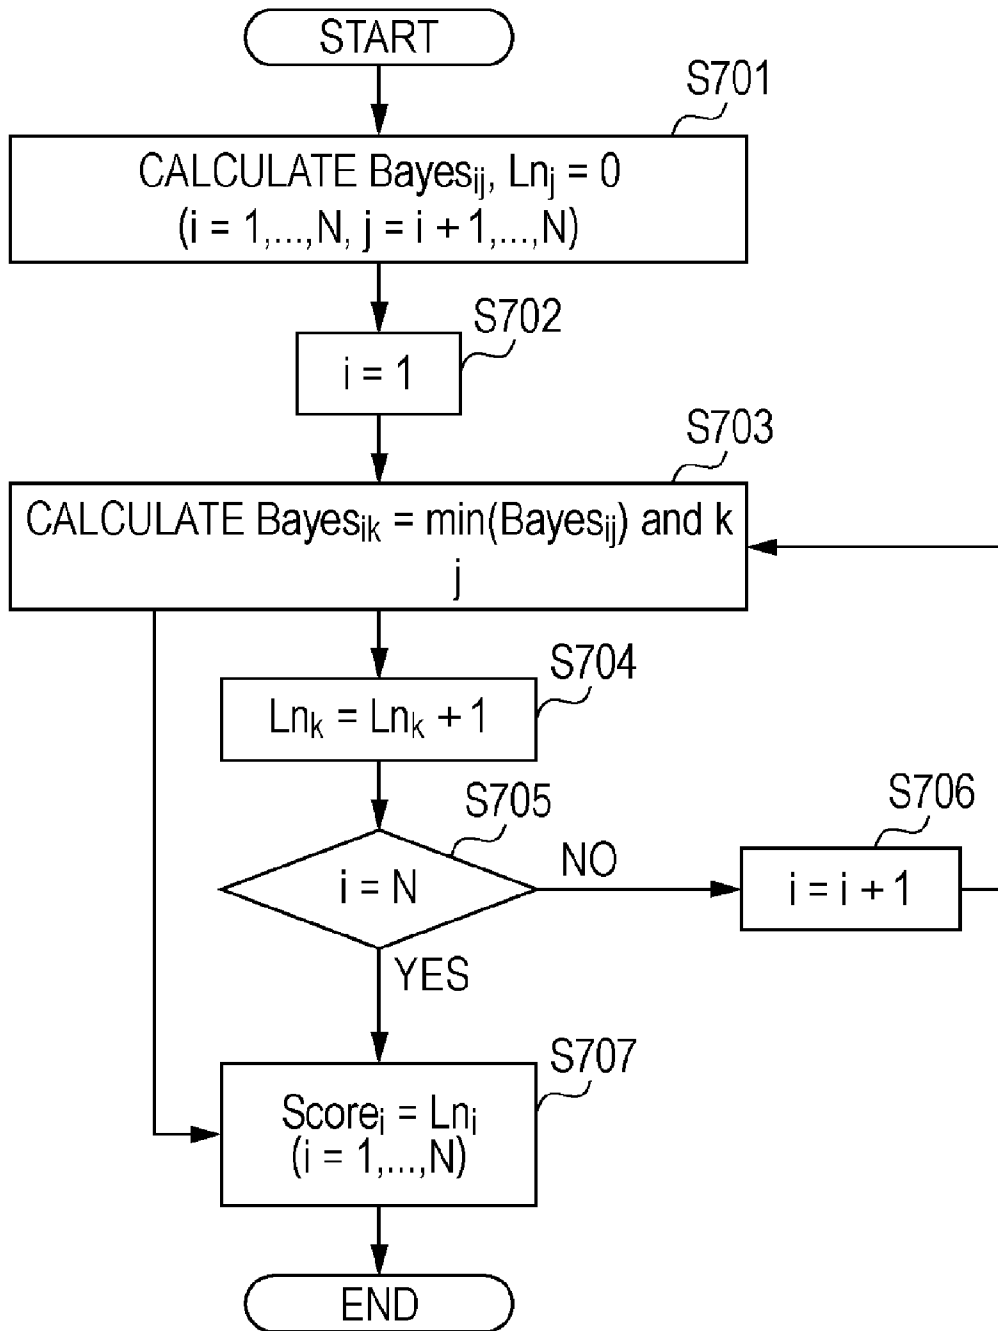 START
S701
CALCULATE Bayesij, Lnj = 0
(i = 1,...,N, j = i + 1,...,N)
S702
i = 1
S703
CALCULATE Bayesik = min(Bayesij) and k
j
S704
Lnk = Lnk + 1
S705
i = N
NO
S706
i = i + 1
YES
S707
Scorei = Lni
(i = 1,...,N)
END